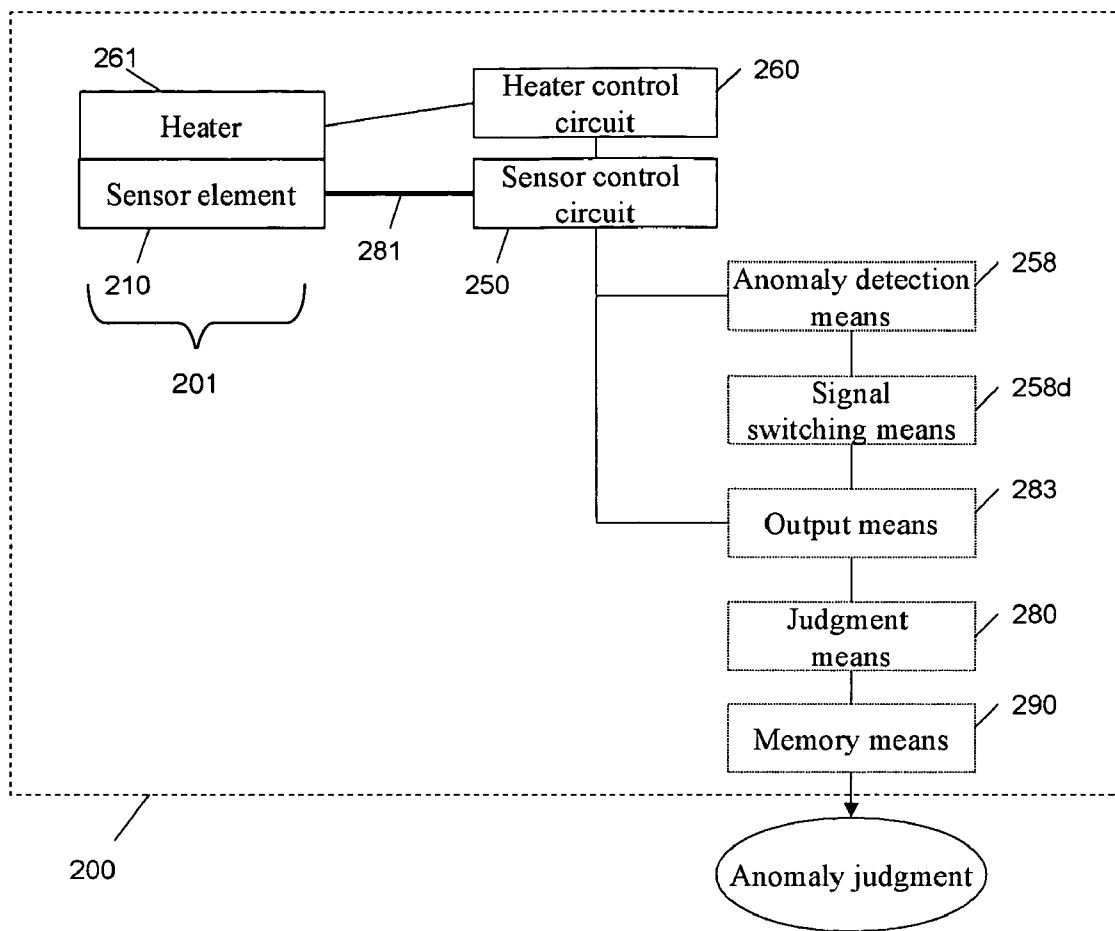 261
Heater
Sensor element
210
201
281
Heater control
circuit
260
Sensor control
circuit
250
Anomaly detection
means
258
Signal
switching means
258d
Output means
283
Judgment
means
280
Memory means
290
200
Anomaly judgment